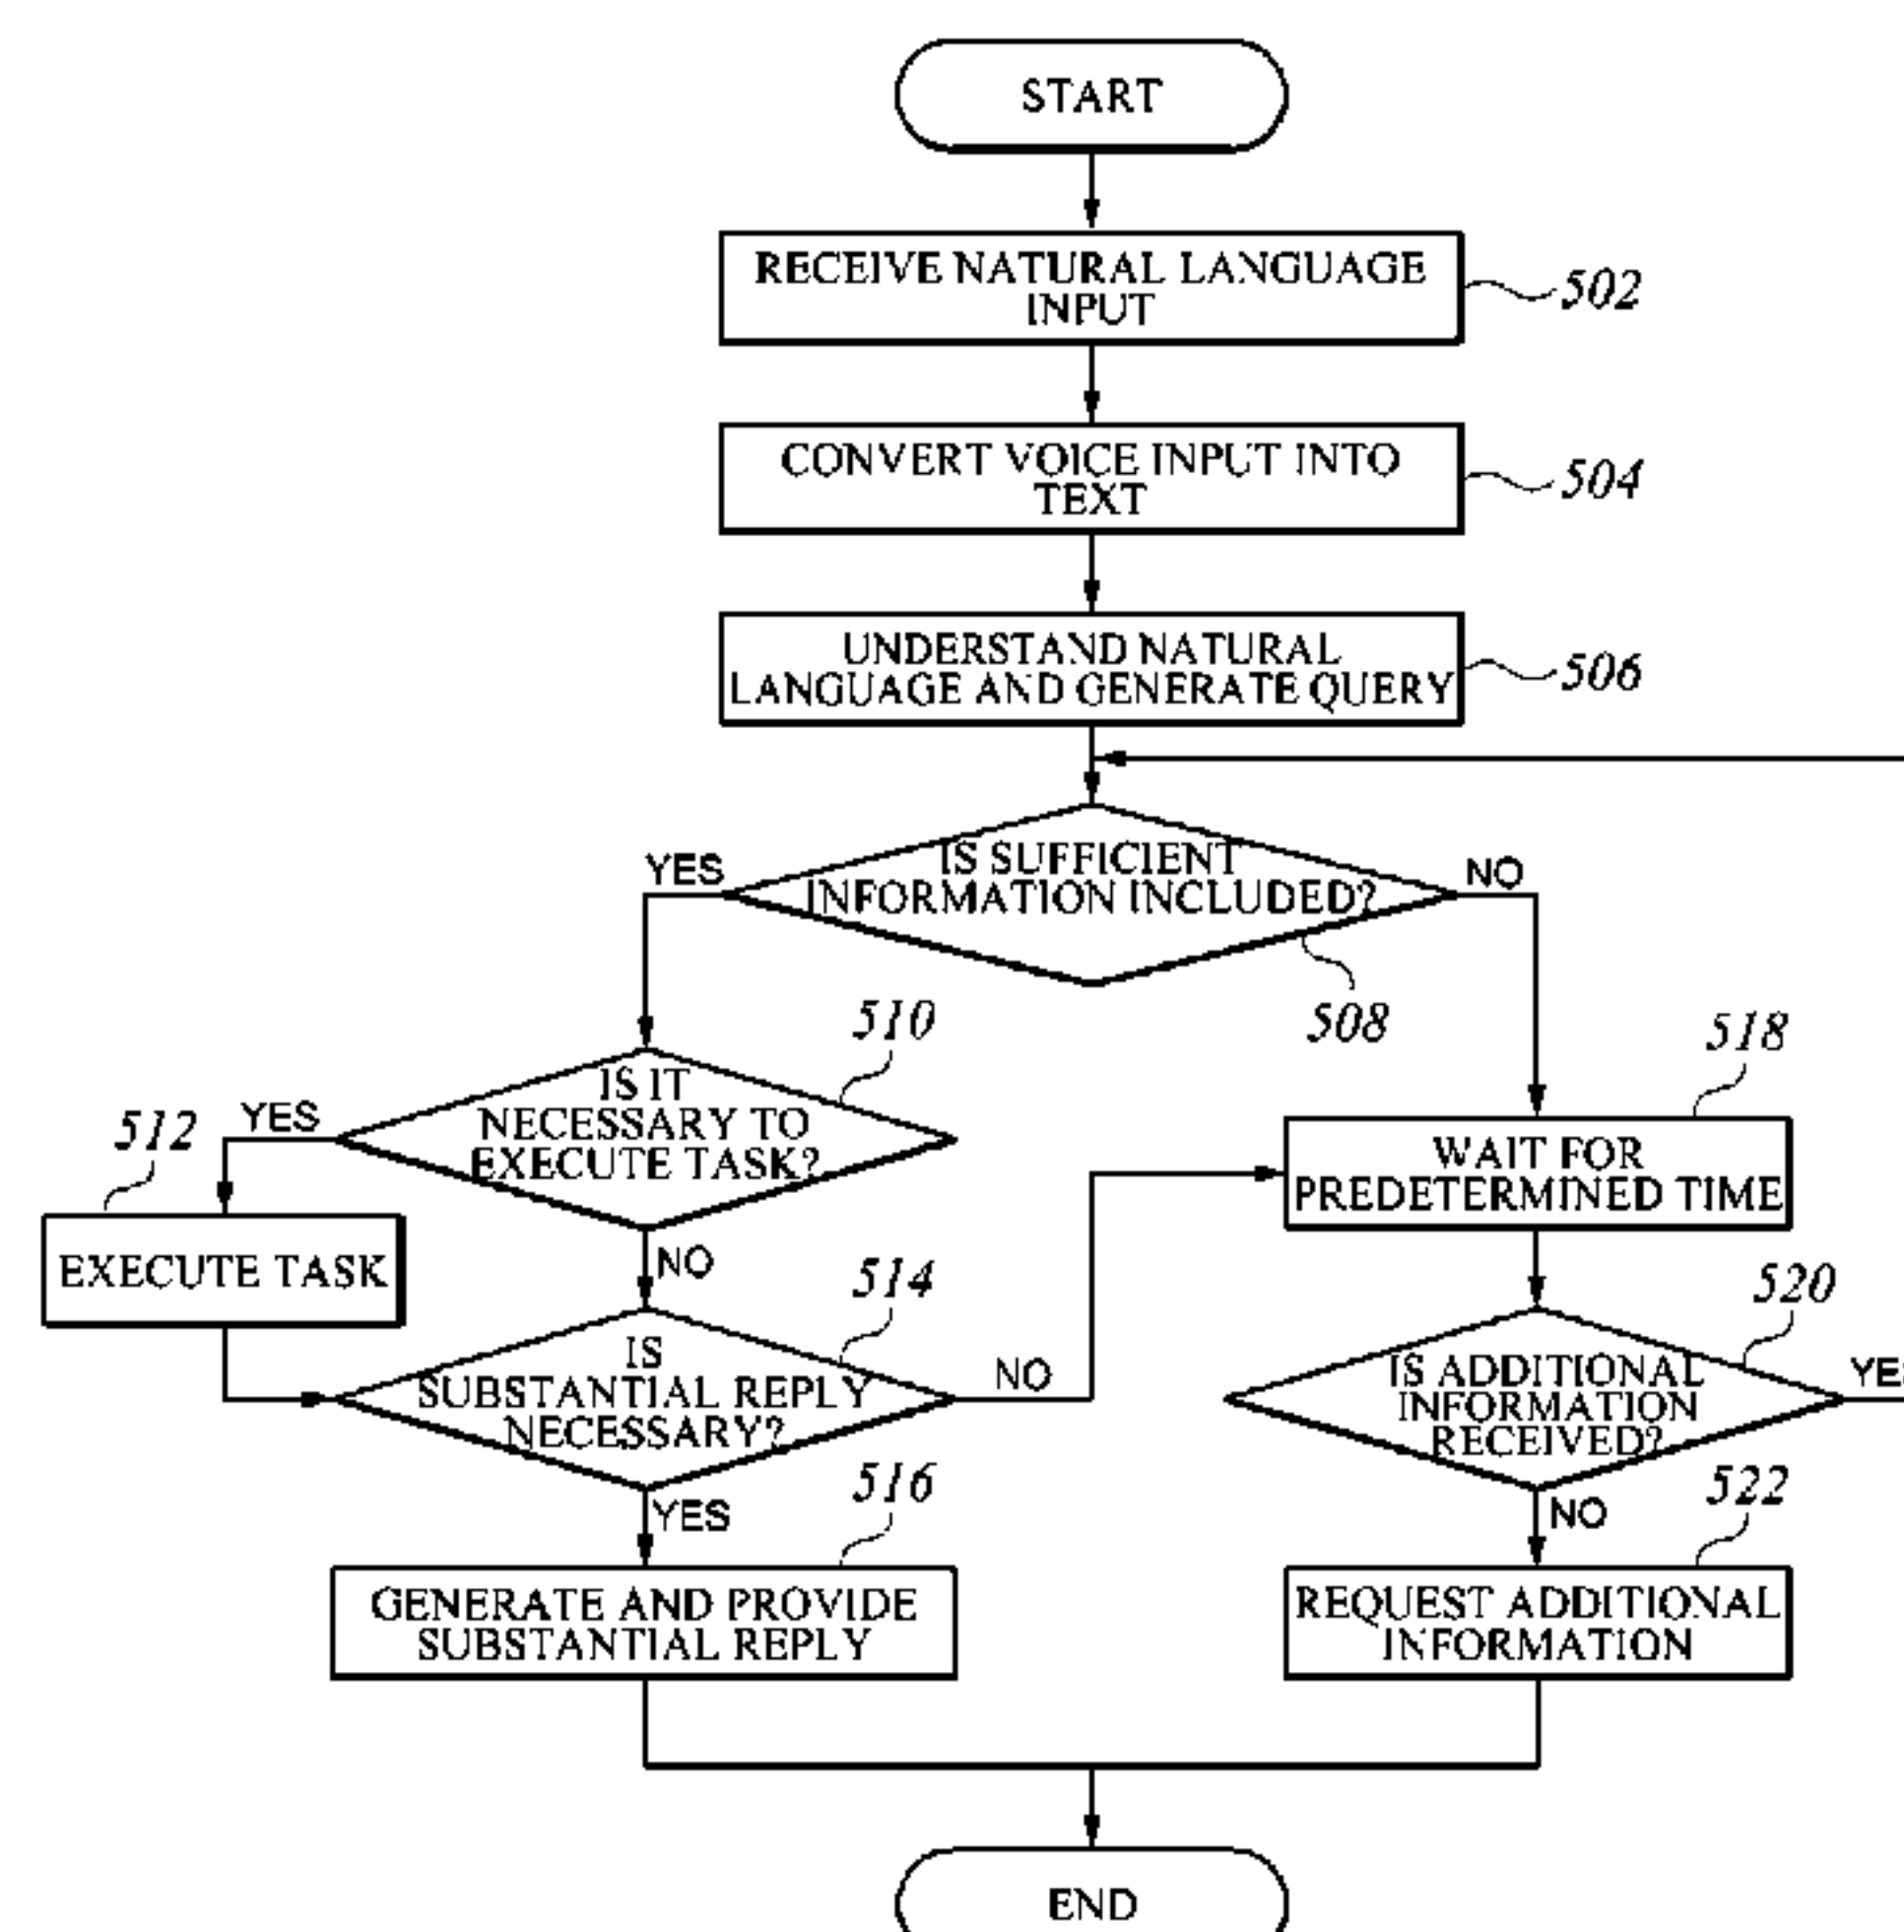 START
RECEIVE NATURAL LANGUAGE
INPUT
502
CONVERT VOICE INPUT INTO
TEXT
504
UNDERSTAND NATURAL
LANGUAGE AND GENERATE QUERY
506
YES
IS SUFFICIENT
INFORMATION INCLUDED?
NO
508
510
IS IT
NECESSARY TO
EXECUTE TASK?
YES
512
EXECUTE TASK
NO
518
WAIT FOR
PREDETERMINED TIME
514
IS
SUBSTANTIAL REPLY
NECESSARY?
NO
520
IS ADDITIONAL
INFORMATION
RECEIVED?
YES
YES
516
GENERATE AND PROVIDE
SUBSTANTIAL REPLY
NO
522
REQUEST ADDITIONAL
INFORMATION
END